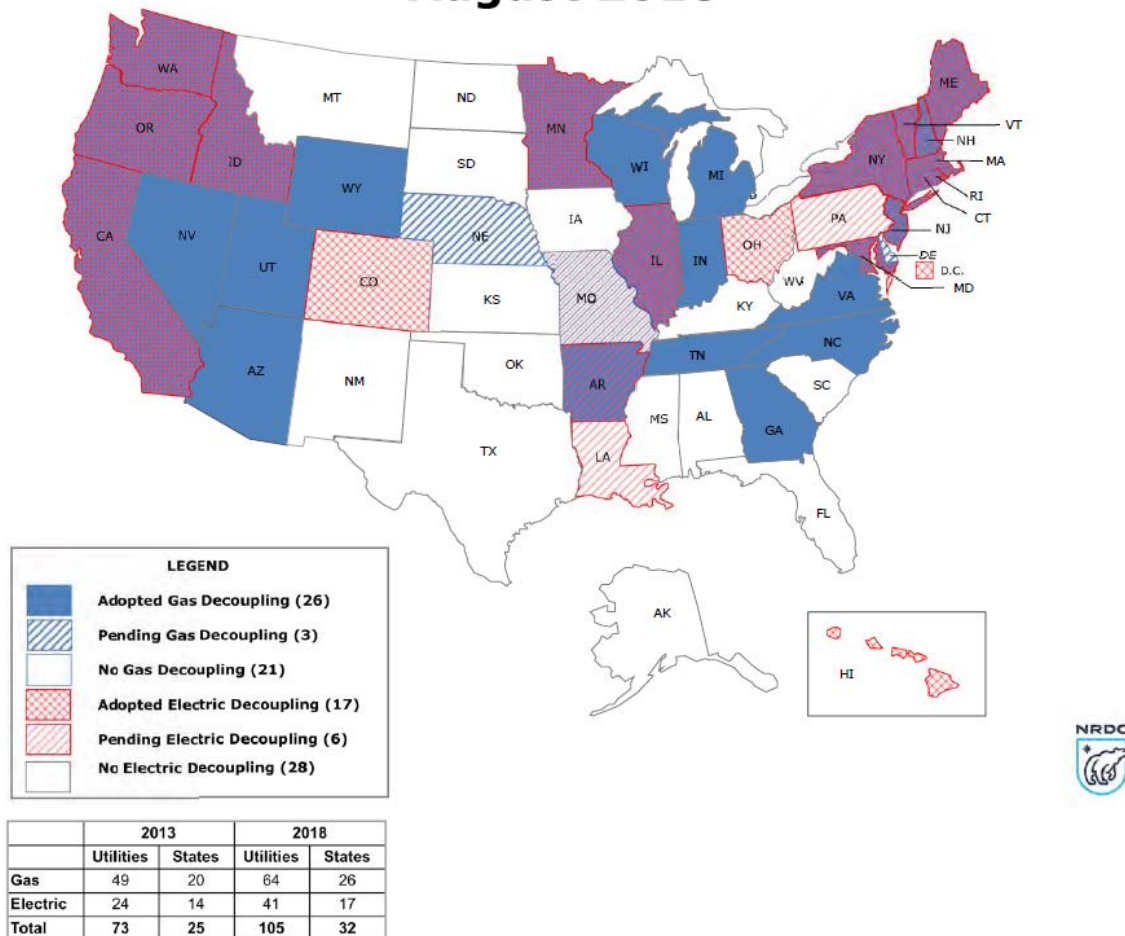 August 2018
WA
MT
ND
MN
ME
OR
ID
SD
WI
MI
NY
VT
NH
MA
RI
CT
WY
IA
PA
NJ
NE
CA
NV
UT
CO
IL
IN
OH
DE
D.C.
MD
KS
MO
WV
KY
VA
AZ
NM
OK
TN
NC
AR
SC
MS
AL
GA
TX
LA
FL
AK
HI
LEGEND
Adopted Gas Decoupling (26)
Pending Gas Decoupling (3)
No Gas Decoupling (21)
Adopted Electric Decoupling (17)
Pending Electric Decoupling (6)
No Electric Decoupling (28)
NRDC
2013 2018
Utilities States Utilities States
Gas 49 20 64 26
Electric 24 14 41 17
Total 73 25 105 32